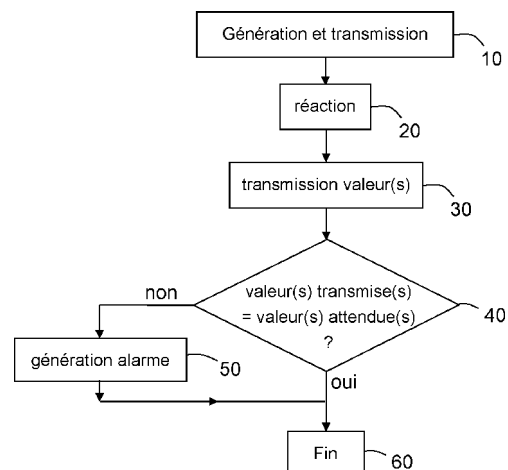 Génération et transmission
10
réaction
20
transmission valeur(s)
30
valeur(s) transmise(s)
= valeur(s) attendue(s)
?
40
non
génération alarme
50
oui
Fin
60